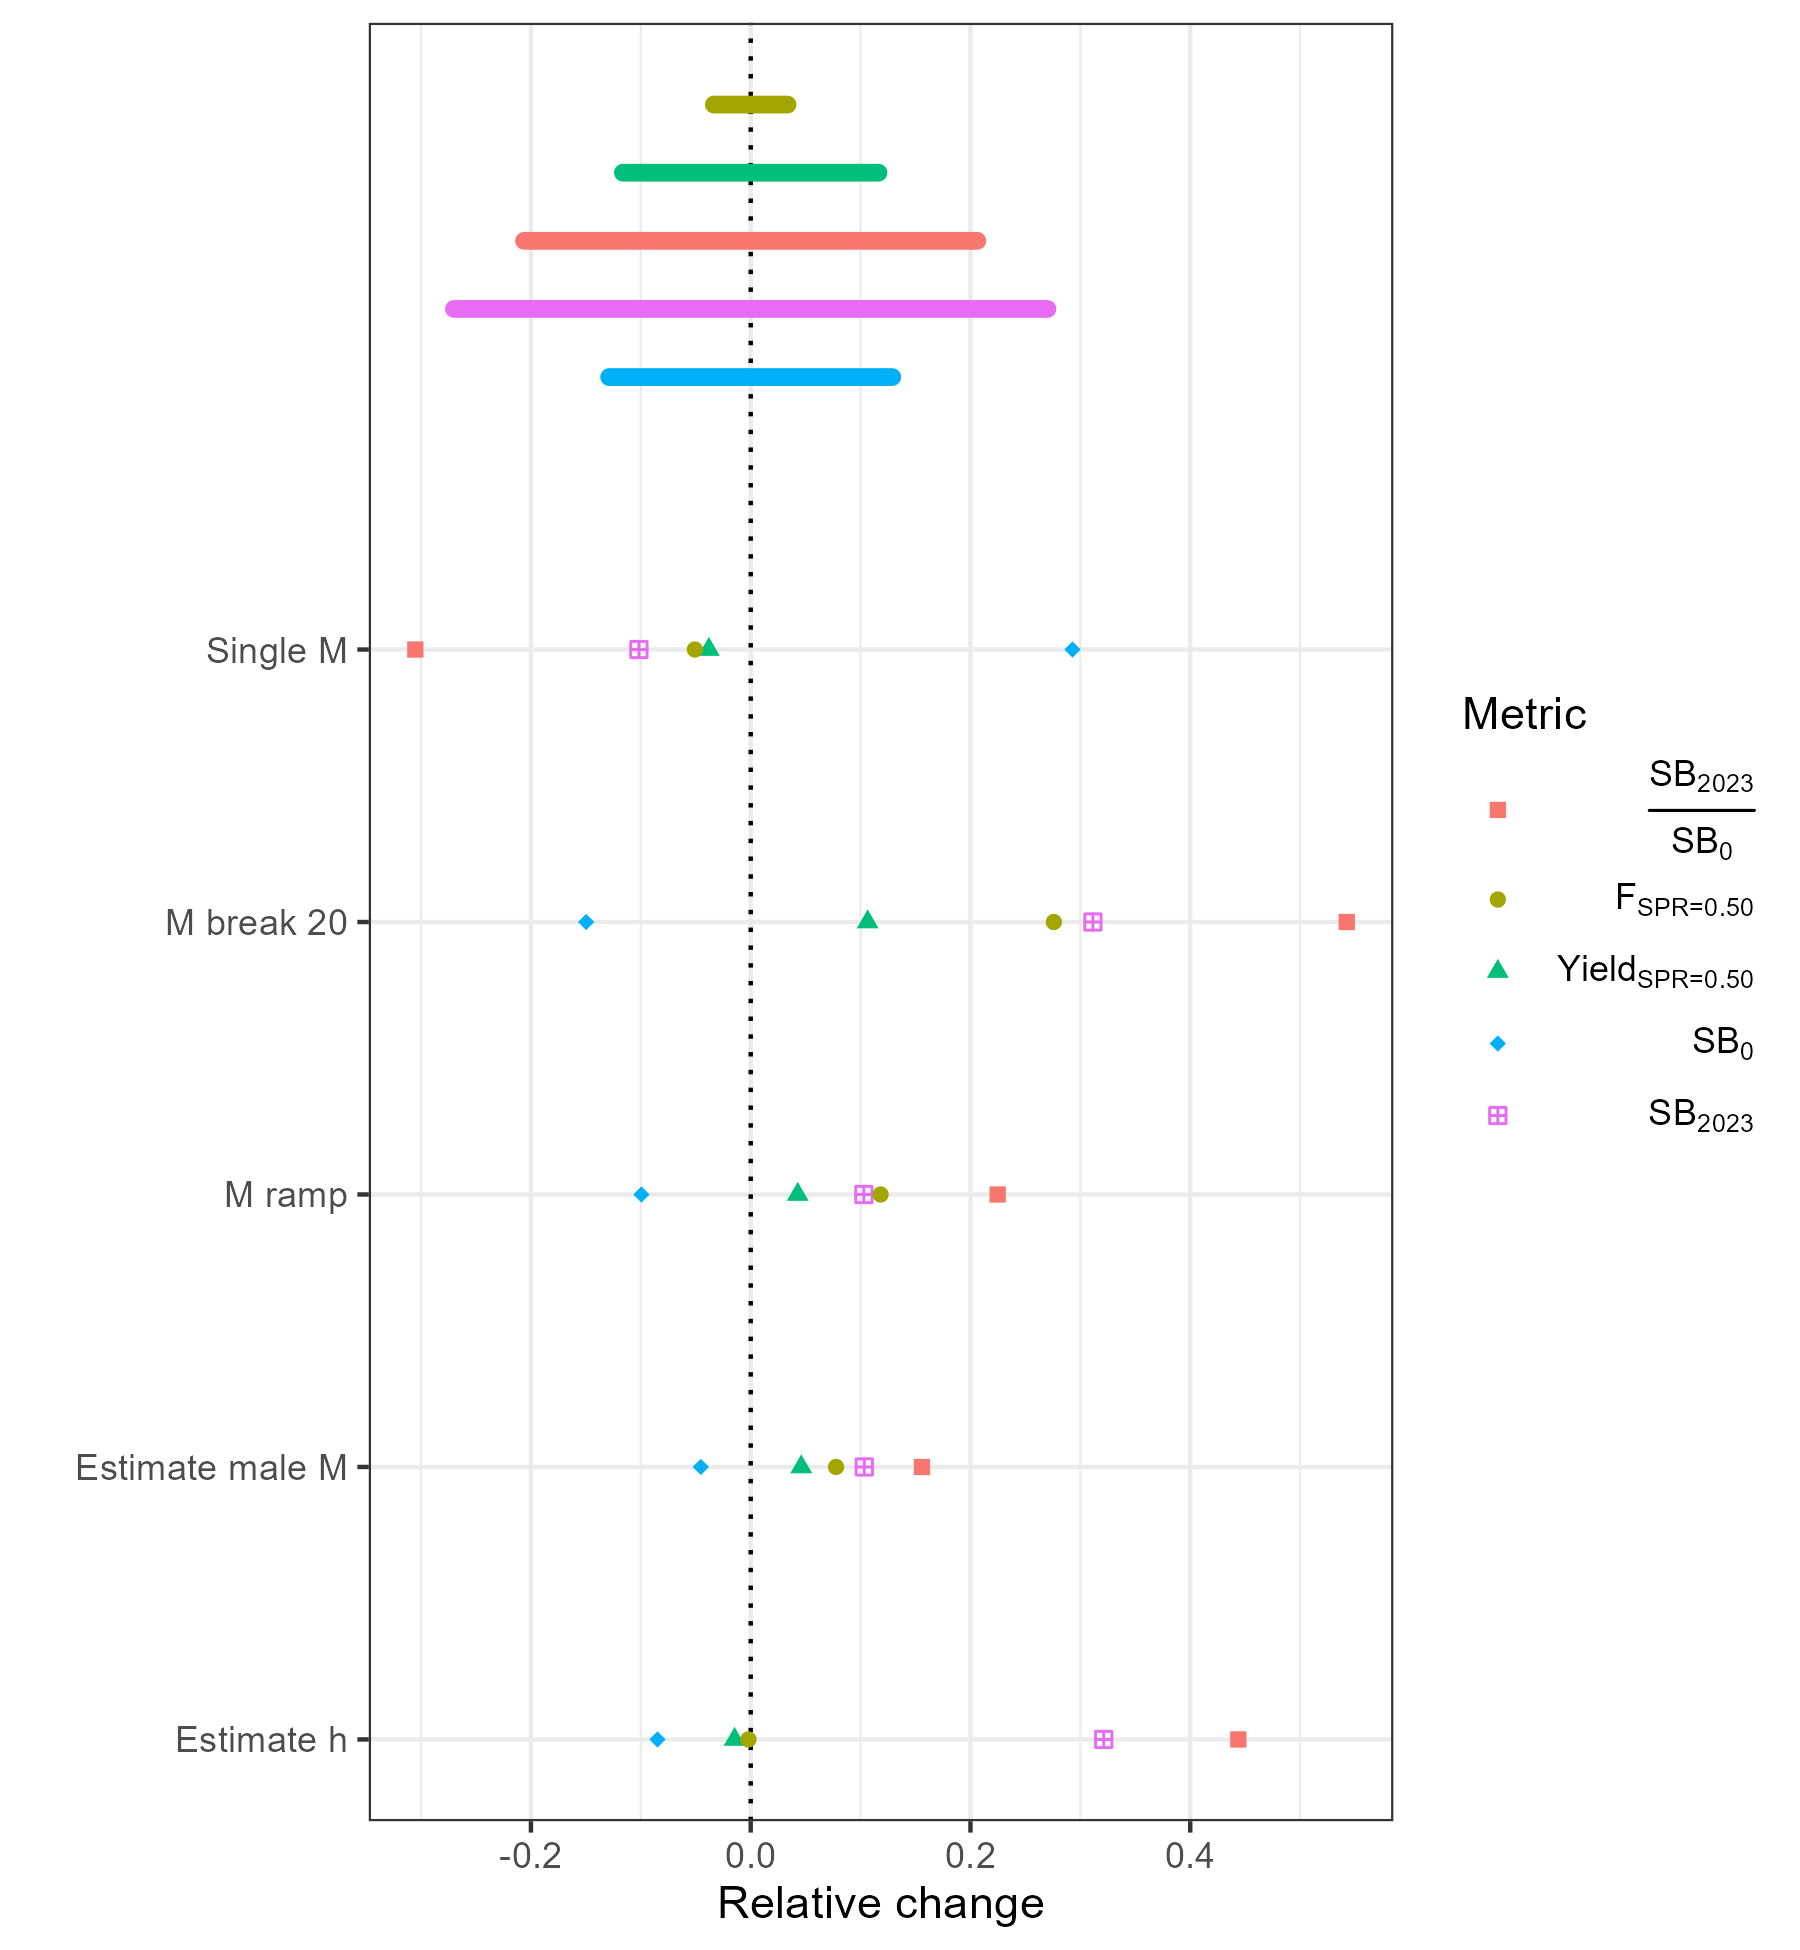 Single M
M break 20
M ramp
Estimate male M
Estimate h
-0.2 0.0 0.2 0.4
Relative change
Metric
SB2023
SB0
FSPR=0.50
YieldSPR=0.50
SB0
SB2023